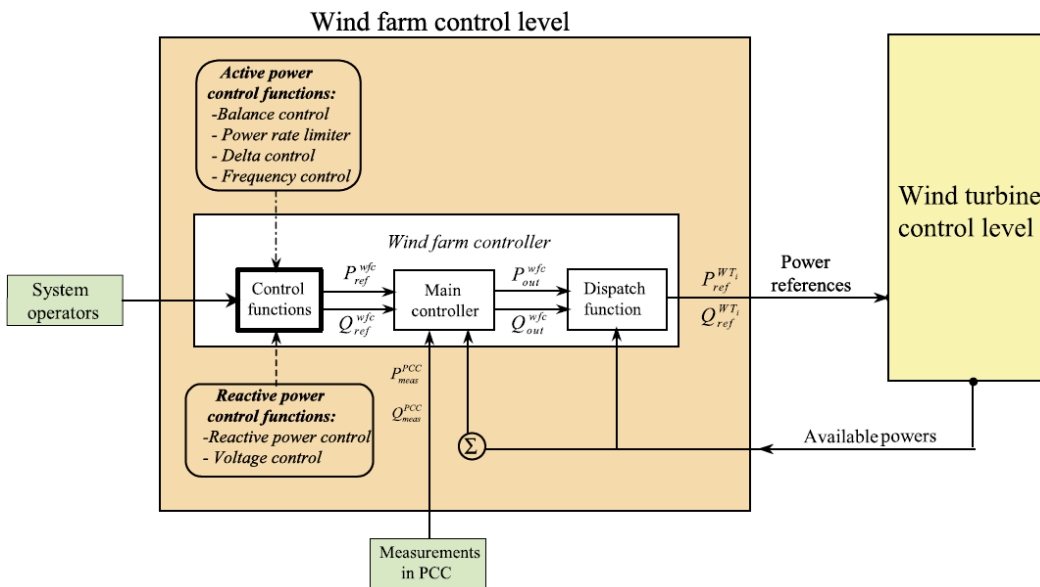 Wind farm control level
Active power
control functions:
-Balance control
- Power rate limiter
- Delta control
- Frequency control
Wind turbine
control level
Wind farm controller
System
operators
Control
functions
P_ref^wfc
Q_ref^wfc
Main
controller
P_out^wfc
Q_out^wfc
Dispatch
function
P_ref^WT_i
Q_ref^WT_i
Power
references
P_meas^PCC
Q_meas^PCC
Reactive power
control functions:
-Reactive power control
- Voltage control
Σ
Available powers
Measurements
in PCC